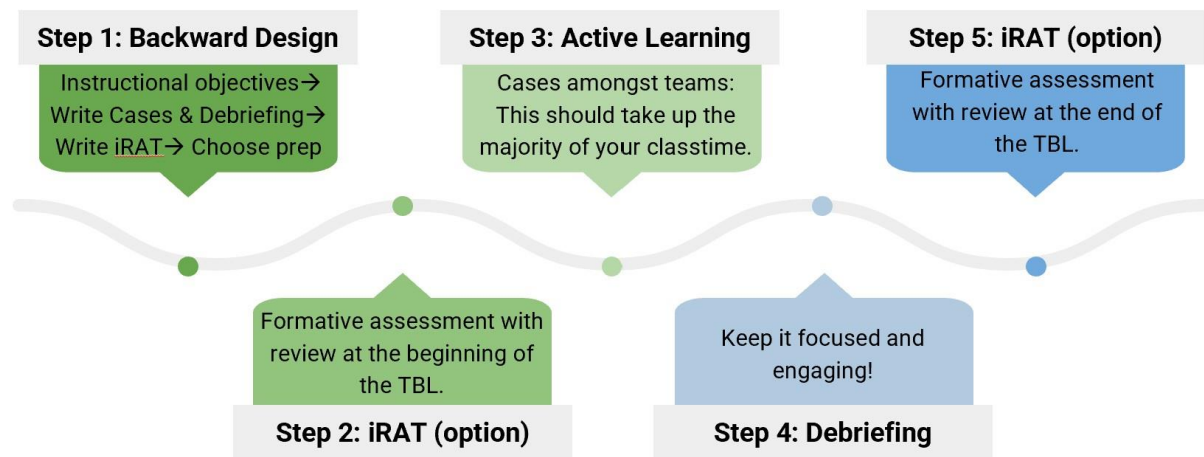 Step 1: Backward Design
Instructional objectives→
Write Cases & Debriefing→
Write iRAT→ Choose prep
Formative assessment with
review at the beginning of
the TBL.
Step 2: iRAT (option)
Step 3: Active Learning
Cases amongst teams:
This should take up the
majority of your classtime.
Keep it focused and
engaging!
Step 4: Debriefing
Step 5: iRAT (option)
Formative assessment
with review at the end of
the TBL.